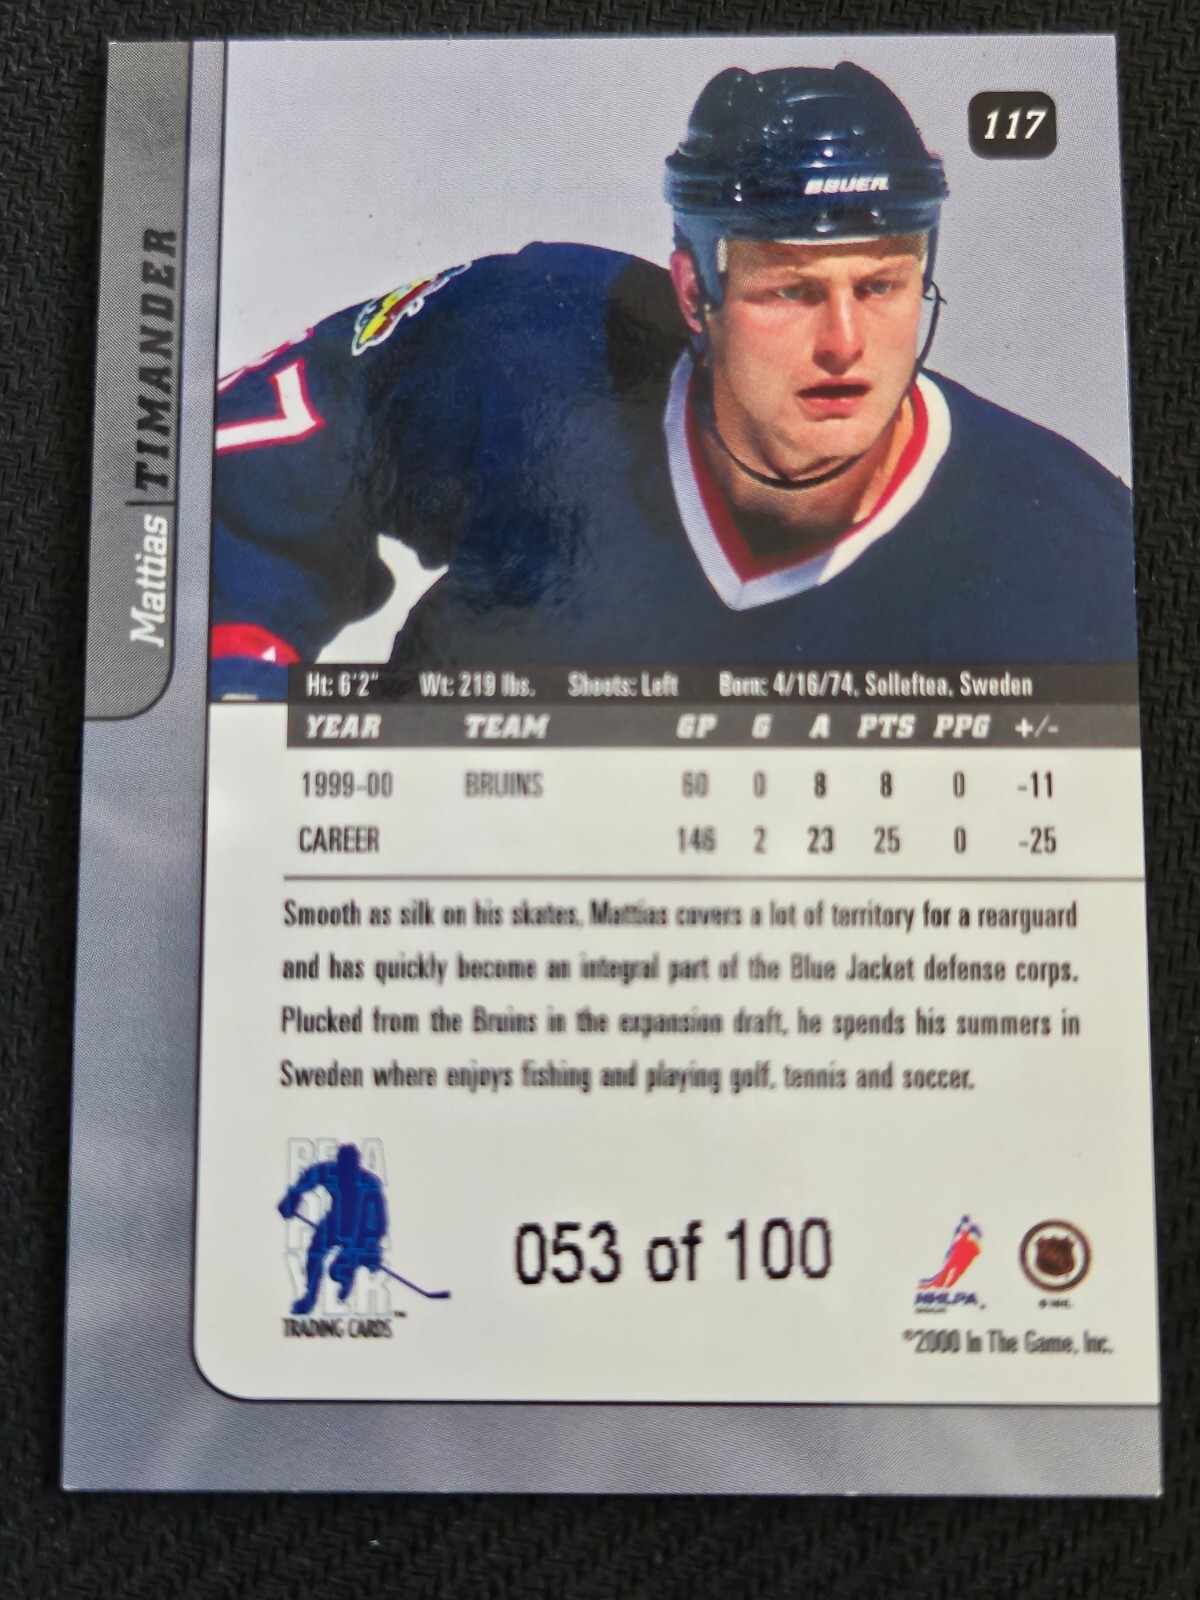 117
BAUER
Mattias TIMANDER
7
Ht: 6'2" Wt: 219 lbs. Shoots: Left Born: 4/16/74, Solleftea, Sweden
YEAR TEAM GP G A PTS PPG +/-
1999-00 BRUINS 60 0 8 8 0 -11
CAREER 146 2 23 25 0 -25
Smooth as silk on his skates, Mattias covers a lot of territory for a rearguard
and has quickly become an integral part of the Blue Jacket defense corps.
Plucked from the Bruins in the expansion draft, he spends his summers in
Sweden where enjoys fishing and playing golf, tennis and soccer.
BE A
PLAYER
TRADING CARDS™
053 of 100
NHLPA
© NHL
©2000 In The Game, Inc.